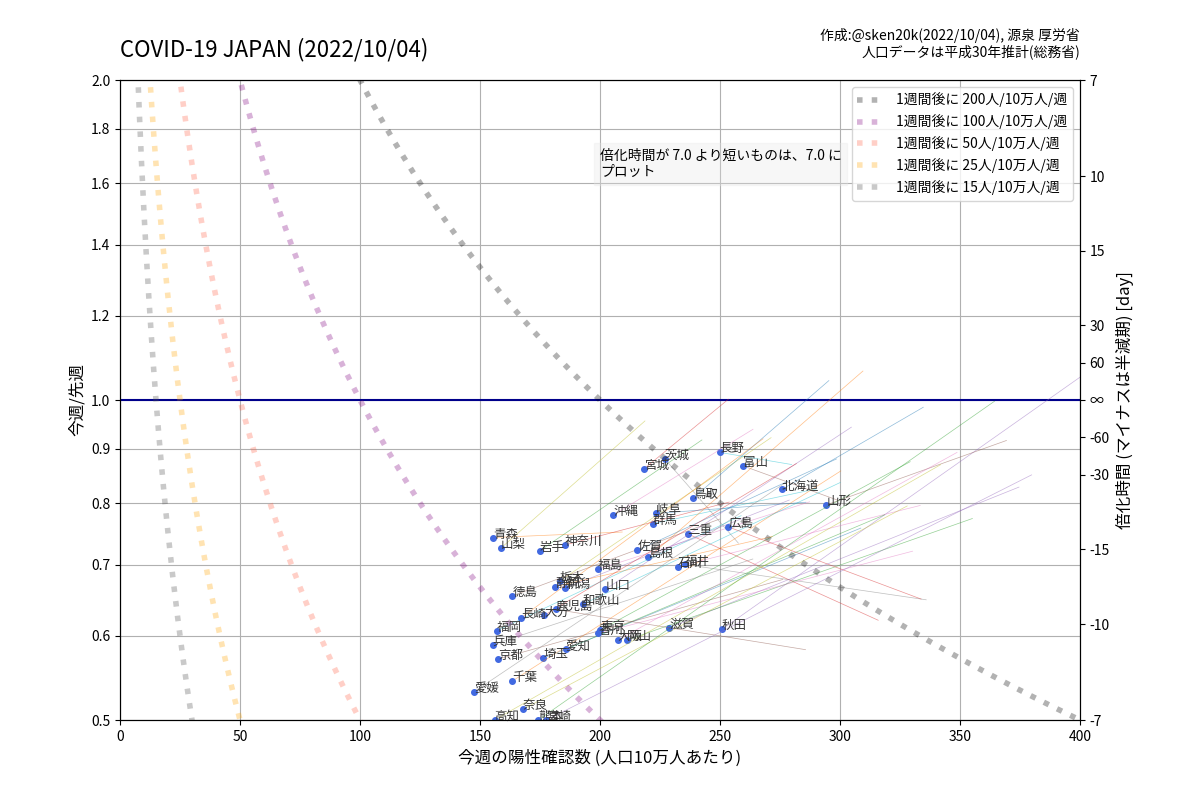 COVID-19 JAPAN (2022/10/04)
作成:@sken20k(2022/10/04), 源泉 厚労省
人口データは平成30年推計(総務省)
1週間後に 200人/10万人/週
1週間後に 100人/10万人/週
1週間後に 50人/10万人/週
1週間後に 25人/10万人/週
1週間後に 15人/10万人/週
倍化時間が 7.0 より短いものは、7.0 に
プロット
2.0
1.8
1.6
1.4
1.2
1.0
0.9
0.8
0.7
0.6
0.5
今週/先週
7
10
15
30
60
∞
-60
-30
-15
-10
-7
倍化時間 (マイナスは半減期) [day]
長野
茨城
宮城
富山
北海道
鳥取
山形
沖縄
岐阜
群馬
広島
三重
青森
山梨
岩手
神奈川
佐賀
島根
福井
福島
栃木
新潟
山口
徳島
和歌山
鹿児島
大分
長崎
福岡
東京
滋賀
秋田
兵庫
愛知
京都
埼玉
千葉
愛媛
奈良
高知
宮崎
0
50
100
150
200
250
300
350
400
今週の陽性確認数 (人口10万人あたり)